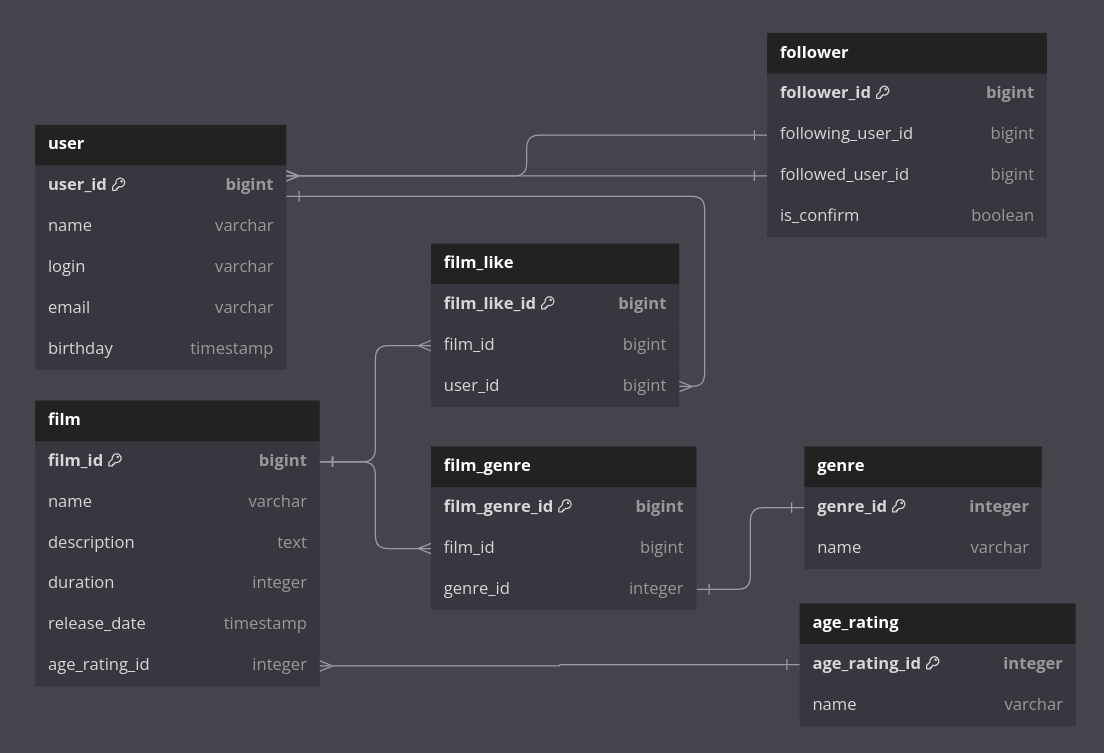 follower
follower_id bigint
following_user_id bigint
followed_user_id bigint
is_confirm boolean
user
user_id bigint
name varchar
login varchar
email varchar
birthday timestamp
film_like
film_like_id bigint
film_id bigint
user_id bigint
film
film_id bigint
name varchar
description text
duration integer
release_date timestamp
age_rating_id integer
film_genre
film_genre_id bigint
film_id bigint
genre_id integer
genre
genre_id integer
name varchar
age_rating
age_rating_id integer
name varchar